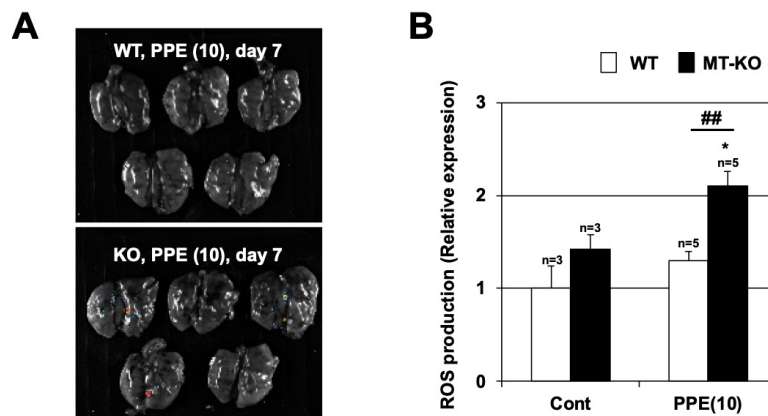 A
WT, PPE (10), day 7
KO, PPE (10), day 7
B
WT MT-KO
ROS production (Relative expression)
3
2
1
0
##
*
n=5
n=5
n=3
n=3
Cont PPE(10)